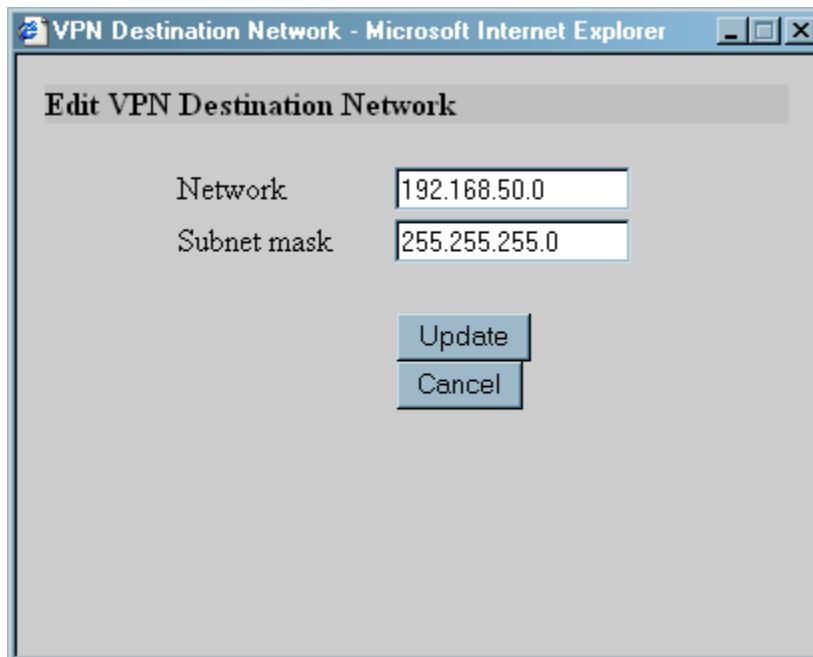 VPN Destination Network - Microsoft Internet Explorer
Edit VPN Destination Network
Network 192.168.50.0
Subnet mask 255.255.255.0
Update
Cancel